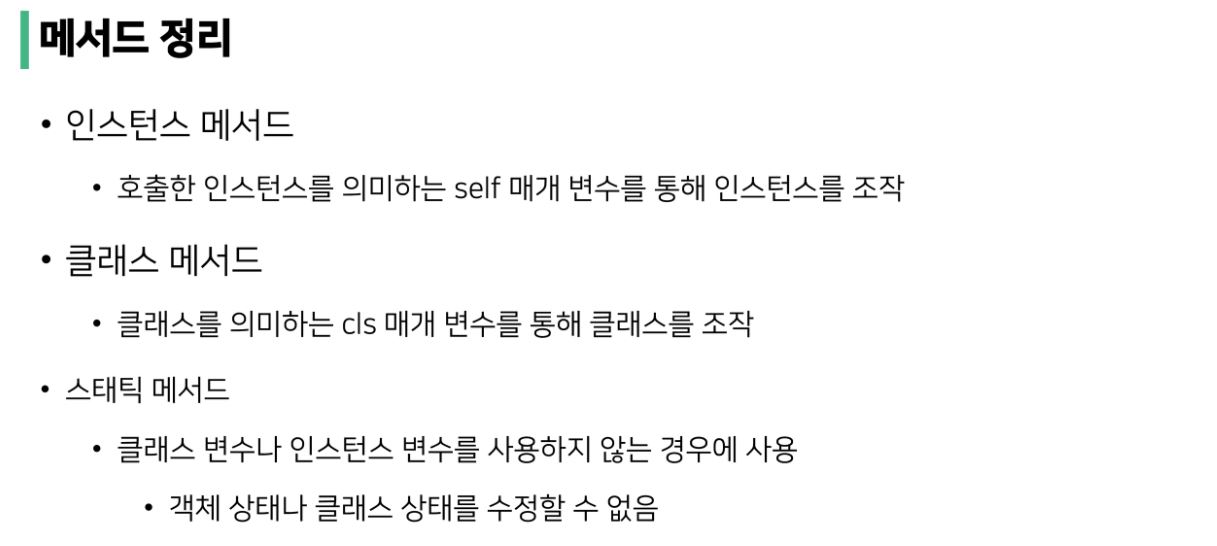 메서드 정리
• 인스턴스 메서드
• 호출한 인스턴스를 의미하는 self 매개 변수를 통해 인스턴스를 조작
• 클래스 메서드
• 클래스를 의미하는 cls 매개 변수를 통해 클래스를 조작
• 스태틱 메서드
• 클래스 변수나 인스턴스 변수를 사용하지 않는 경우에 사용
• 객체 상태나 클래스 상태를 수정할 수 없음